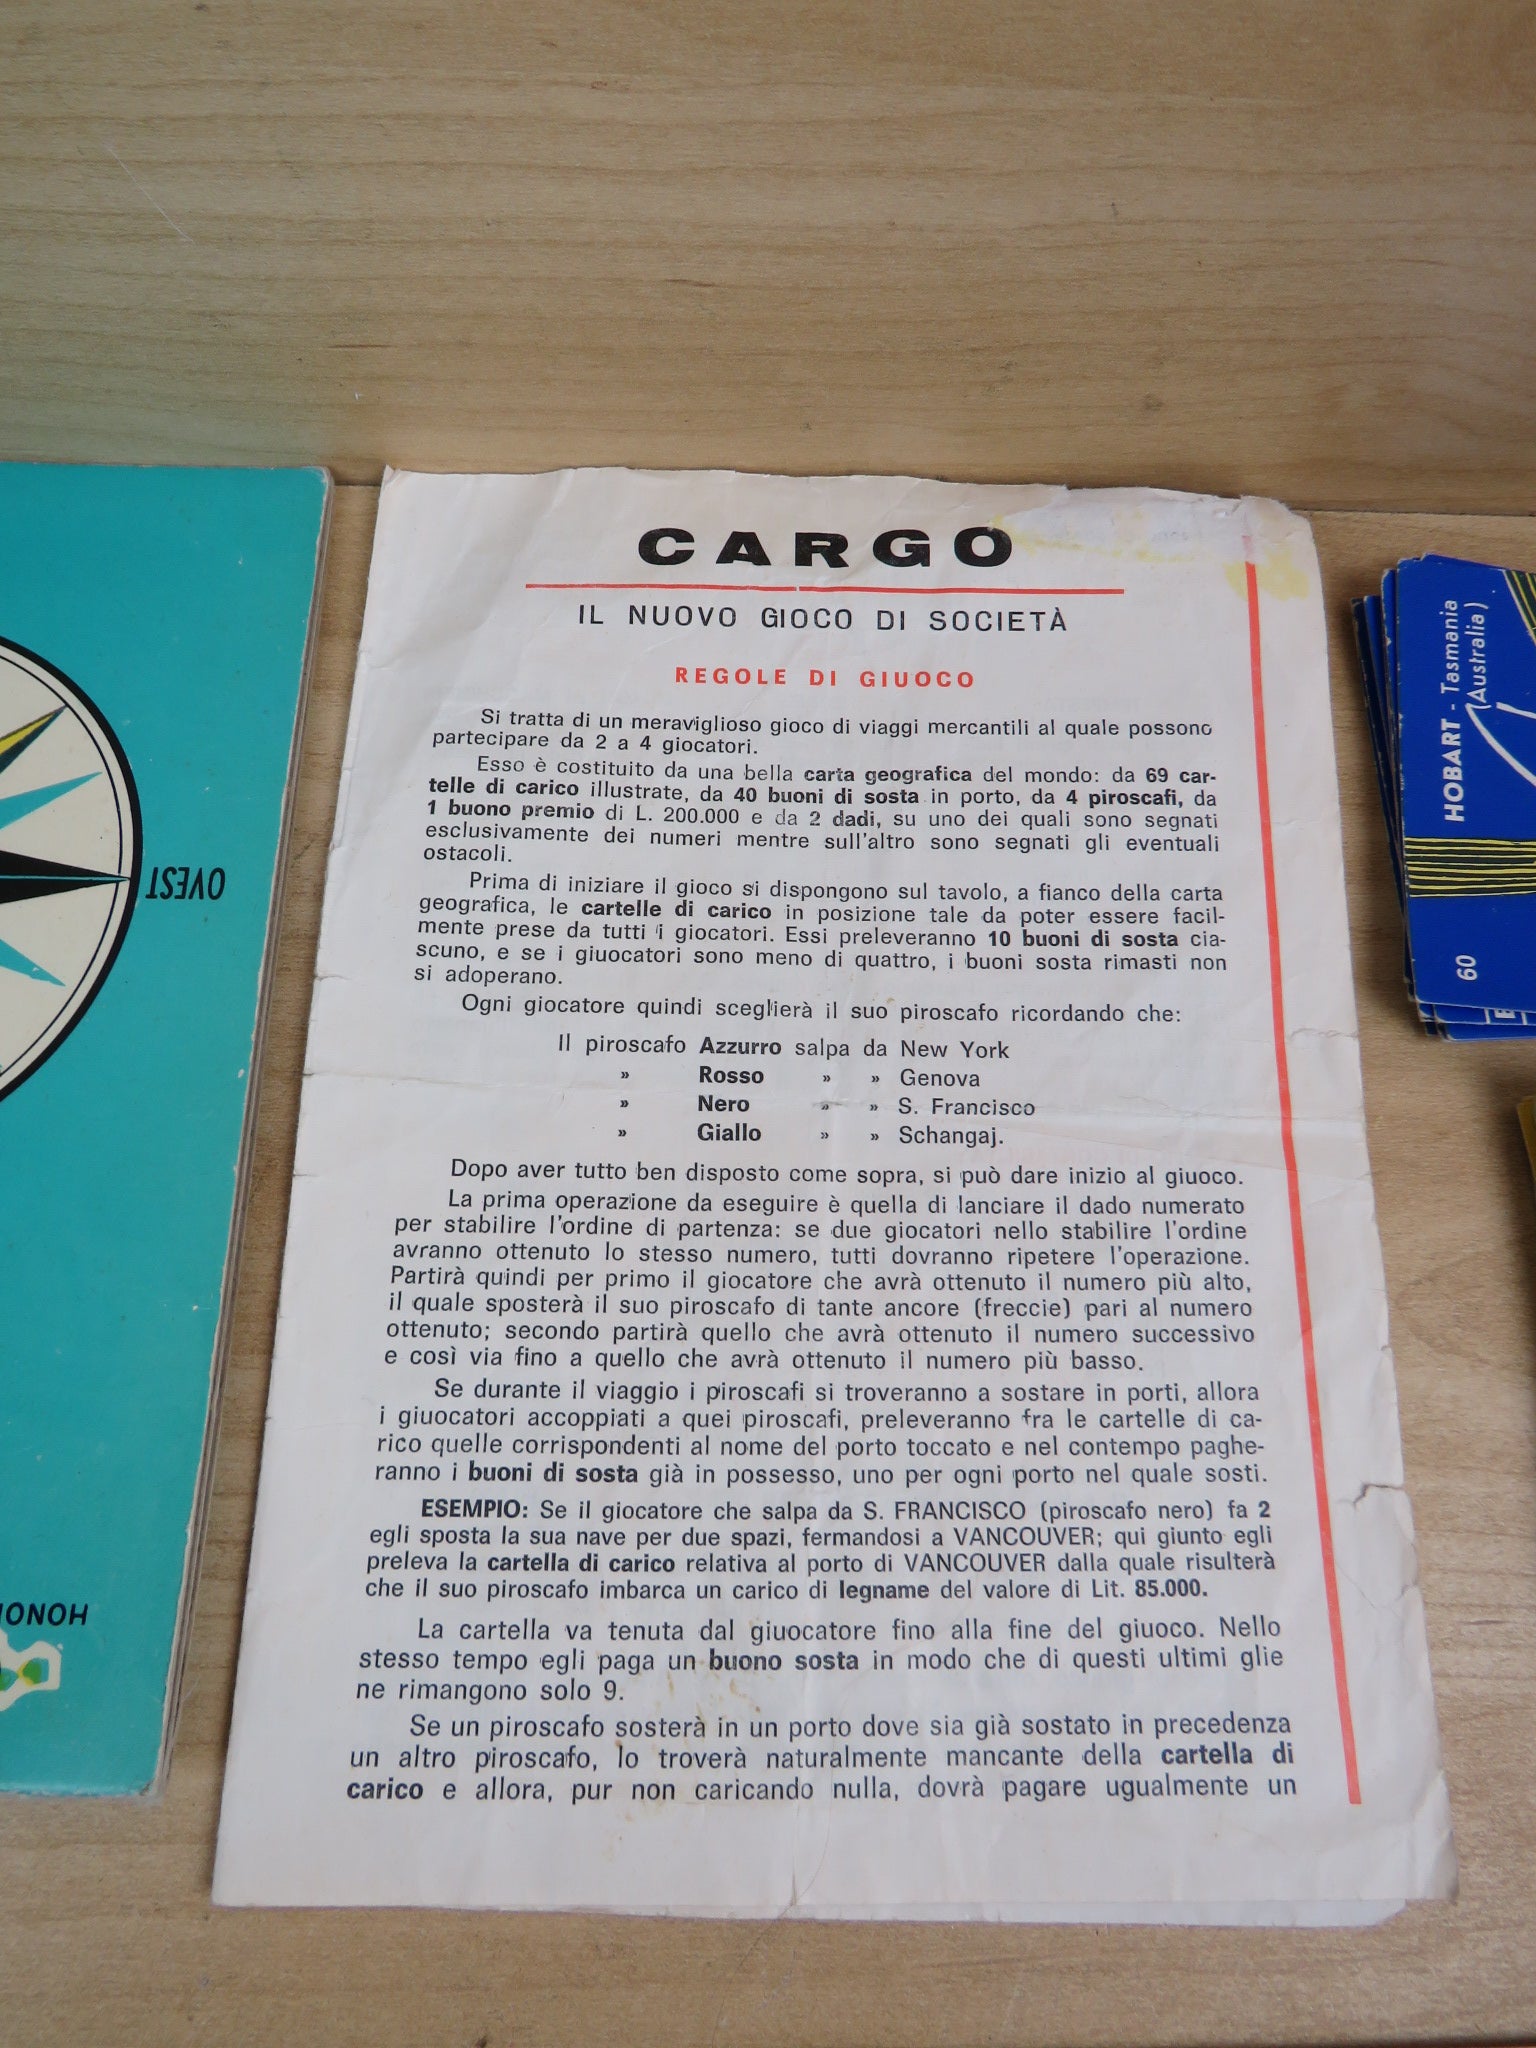 CARGO
IL NUOVO GIOCO DI SOCIETÀ
REGOLE DI GIUOCO
Si tratta di un meraviglioso gioco di viaggi mercantili al quale possono
partecipare da 2 a 4 giocatori.
Esso è costituito da una bella carta geografica del mondo: da 69 car-
telle di carico illustrate, da 40 buoni di sosta in porto, da 4 piroscafi, da
1 buono premio di L. 200.000 e da 2 dadi, su uno dei quali sono segnati
esclusivamente dei numeri mentre sull'altro sono segnati gli eventuali
ostacoli.
Prima di iniziare il gioco si dispongono sul tavolo, a fianco della carta
geografica, le cartelle di carico in posizione tale da poter essere facil-
mente prese da tutti i giocatori. Essi preleveranno 10 buoni di sosta cia-
scuno, e se i giuocatori sono meno di quattro, i buoni sosta rimasti non
si adoperano.
Ogni giocatore quindi sceglierà il suo piroscafo ricordando che:
Il piroscafo Azzurro salpa da New York
» Rosso » » Genova
» Nero » » S. Francisco
» Giallo » » Schangaj.
Dopo aver tutto ben disposto come sopra, si può dare inizio al giuoco.
La prima operazione da eseguire è quella di lanciare il dado numerato
per stabilire l'ordine di partenza: se due giocatori nello stabilire l'ordine
avranno ottenuto lo stesso numero, tutti dovranno ripetere l'operazione.
Partirà quindi per primo il giocatore che avrà ottenuto il numero più alto,
il quale sposterà il suo piroscafo di tante ancore (freccie) pari al numero
ottenuto; secondo partirà quello che avrà ottenuto il numero successivo
e così via fino a quello che avrà ottenuto il numero più basso.
Se durante il viaggio i piroscafi si troveranno a sostare in porti, allora
i giuocatori accoppiati a quei piroscafi, preleveranno fra le cartelle di ca-
rico quelle corrispondenti al nome del porto toccato e nel contempo paghe-
ranno i buoni di sosta già in possesso, uno per ogni porto nel quale sosti.
ESEMPIO: Se il giocatore che salpa da S. FRANCISCO (piroscafo nero) fa 2
egli sposta la sua nave per due spazi, fermandosi a VANCOUVER; qui giunto egli
preleva la cartella di carico relativa al porto di VANCOUVER dalla quale risulterà
che il suo piroscafo imbarca un carico di legname del valore di Lit. 85.000.
La cartella va tenuta dal giuocatore fino alla fine del giuoco. Nello
stesso tempo egli paga un buono sosta in modo che di questi ultimi glie
ne rimangono solo 9.
Se un piroscafo sosterà in un porto dove sia già sostato in precedenza
un altro piroscafo, lo troverà naturalmente mancante della cartella di
carico e allora, pur non caricando nulla, dovrà pagare ugualmente un
OVEST
HONO
HOBART - Tasmania
(Australia)
60